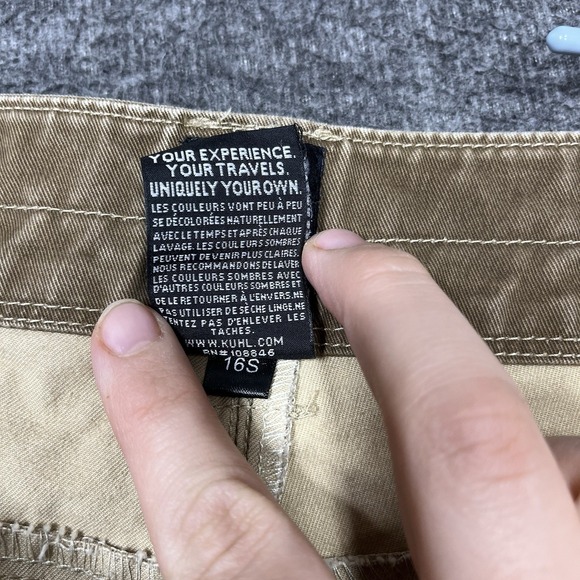 YOUR EXPERIENCE.
YOUR TRAVELS.
UNIQUELY YOUR OWN.
LES COULEURS VONT PEU À PEU
SE DÉCOLORÉES NATURELLEMENT
AVEC LE TEMPS ET APRÈS CHAQUE
LAVAGE. LES COULEURS SOMBRES
PEUVENT DEVENIR PLUS CLAIRES.
NOUS RECOMMANDONS DE LAVER
LES COULEURS SOMBRES AVEC
D'AUTRES COULEURS SOMBRES ET
DE LE RETOURNER À L'ENVERS. NE
PAS UTILISER DE SÈCHE LINGE. NE
TENTEZ PAS D'ENLEVER LES
TACHES.
WWW.KUHL.COM
RN# 108846
16S